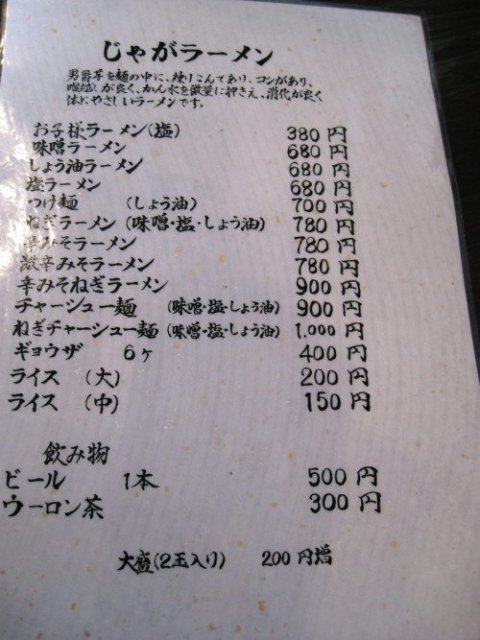 じゃがラーメン
男爵芋を麺の中に、練りこんであり、コシがあり、
喉越しが良く、かん水を微量に押さえ、消化が良く
体にやさしいラーメンです。
お子様ラーメン(塩) 380円
味噌ラーメン 680円
しょう油ラーメン 680円
塩ラーメン 680円
つけ麺 (しょう油) 700円
ねぎラーメン(味噌・塩・しょう油) 780円
辛みそラーメン 780円
激辛みそラーメン 780円
辛みそねぎラーメン 900円
チャーシュー麺 (味噌・塩・しょう油) 900円
ねぎチャーシュー麺 (味噌・塩・しょう油) 1,000円
ギョウザ 6ヶ 400円
ライス (大) 200円
ライス (中) 150円
飲み物
ビール 1本 500円
ウーロン茶 300円
大盛(2玉入り) 200円増